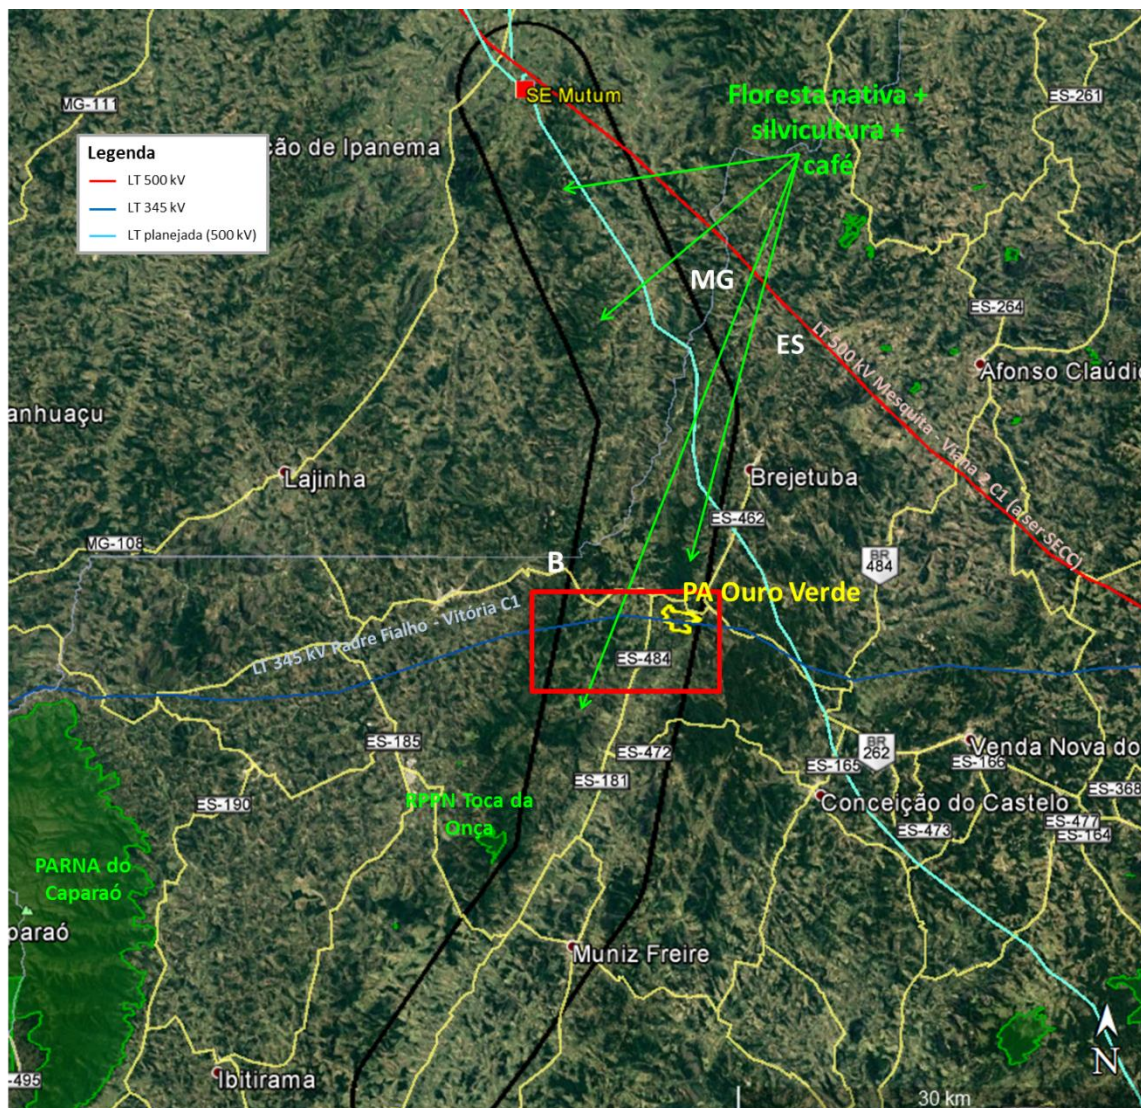 MG-111
ES-261
SE Mutum
Floresta nativa +
silvicultura +
café
Legenda
LT 500 kV
LT 345 kV
LT planejada (500 kV)
ção de Ipanema
MG
ES
ES-264
Afonso Cláudio
LT 500 kV Mesquita - Viana 2 C1 (a ser SECC)
anhuaçu
Lajinha
Brejetuba
ES-462
MG-108
BR
484
B
PA Ouro Verde
LT 345 kV Padre Fialho - Vitória C1
ES-484
ES-185
ES-472
ES-181
BR
262
ES-166
Venda Nova do
ES-166
ES-368
ES-190
Conceição do Castelo
ES-473
ES-477
ES-164
RPPN Toca da
Onça
PARNA do
Caparaó
paraó
Muniz Freire
N
-495
Ibitirama
30 km